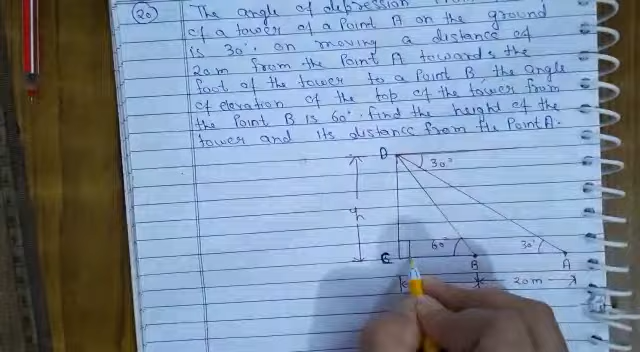 20 The angle of depression
of a tower of a Point A on the ground
is 30°. on moving a distance of
20m from the Point A towards the
foot of the tower to a Point B the angle
of elevation of the top of the tower from
the Point B is 60°. find the height of the
tower and its distance from the Point A.
D 30°
h
C 60° B 30° A
20m